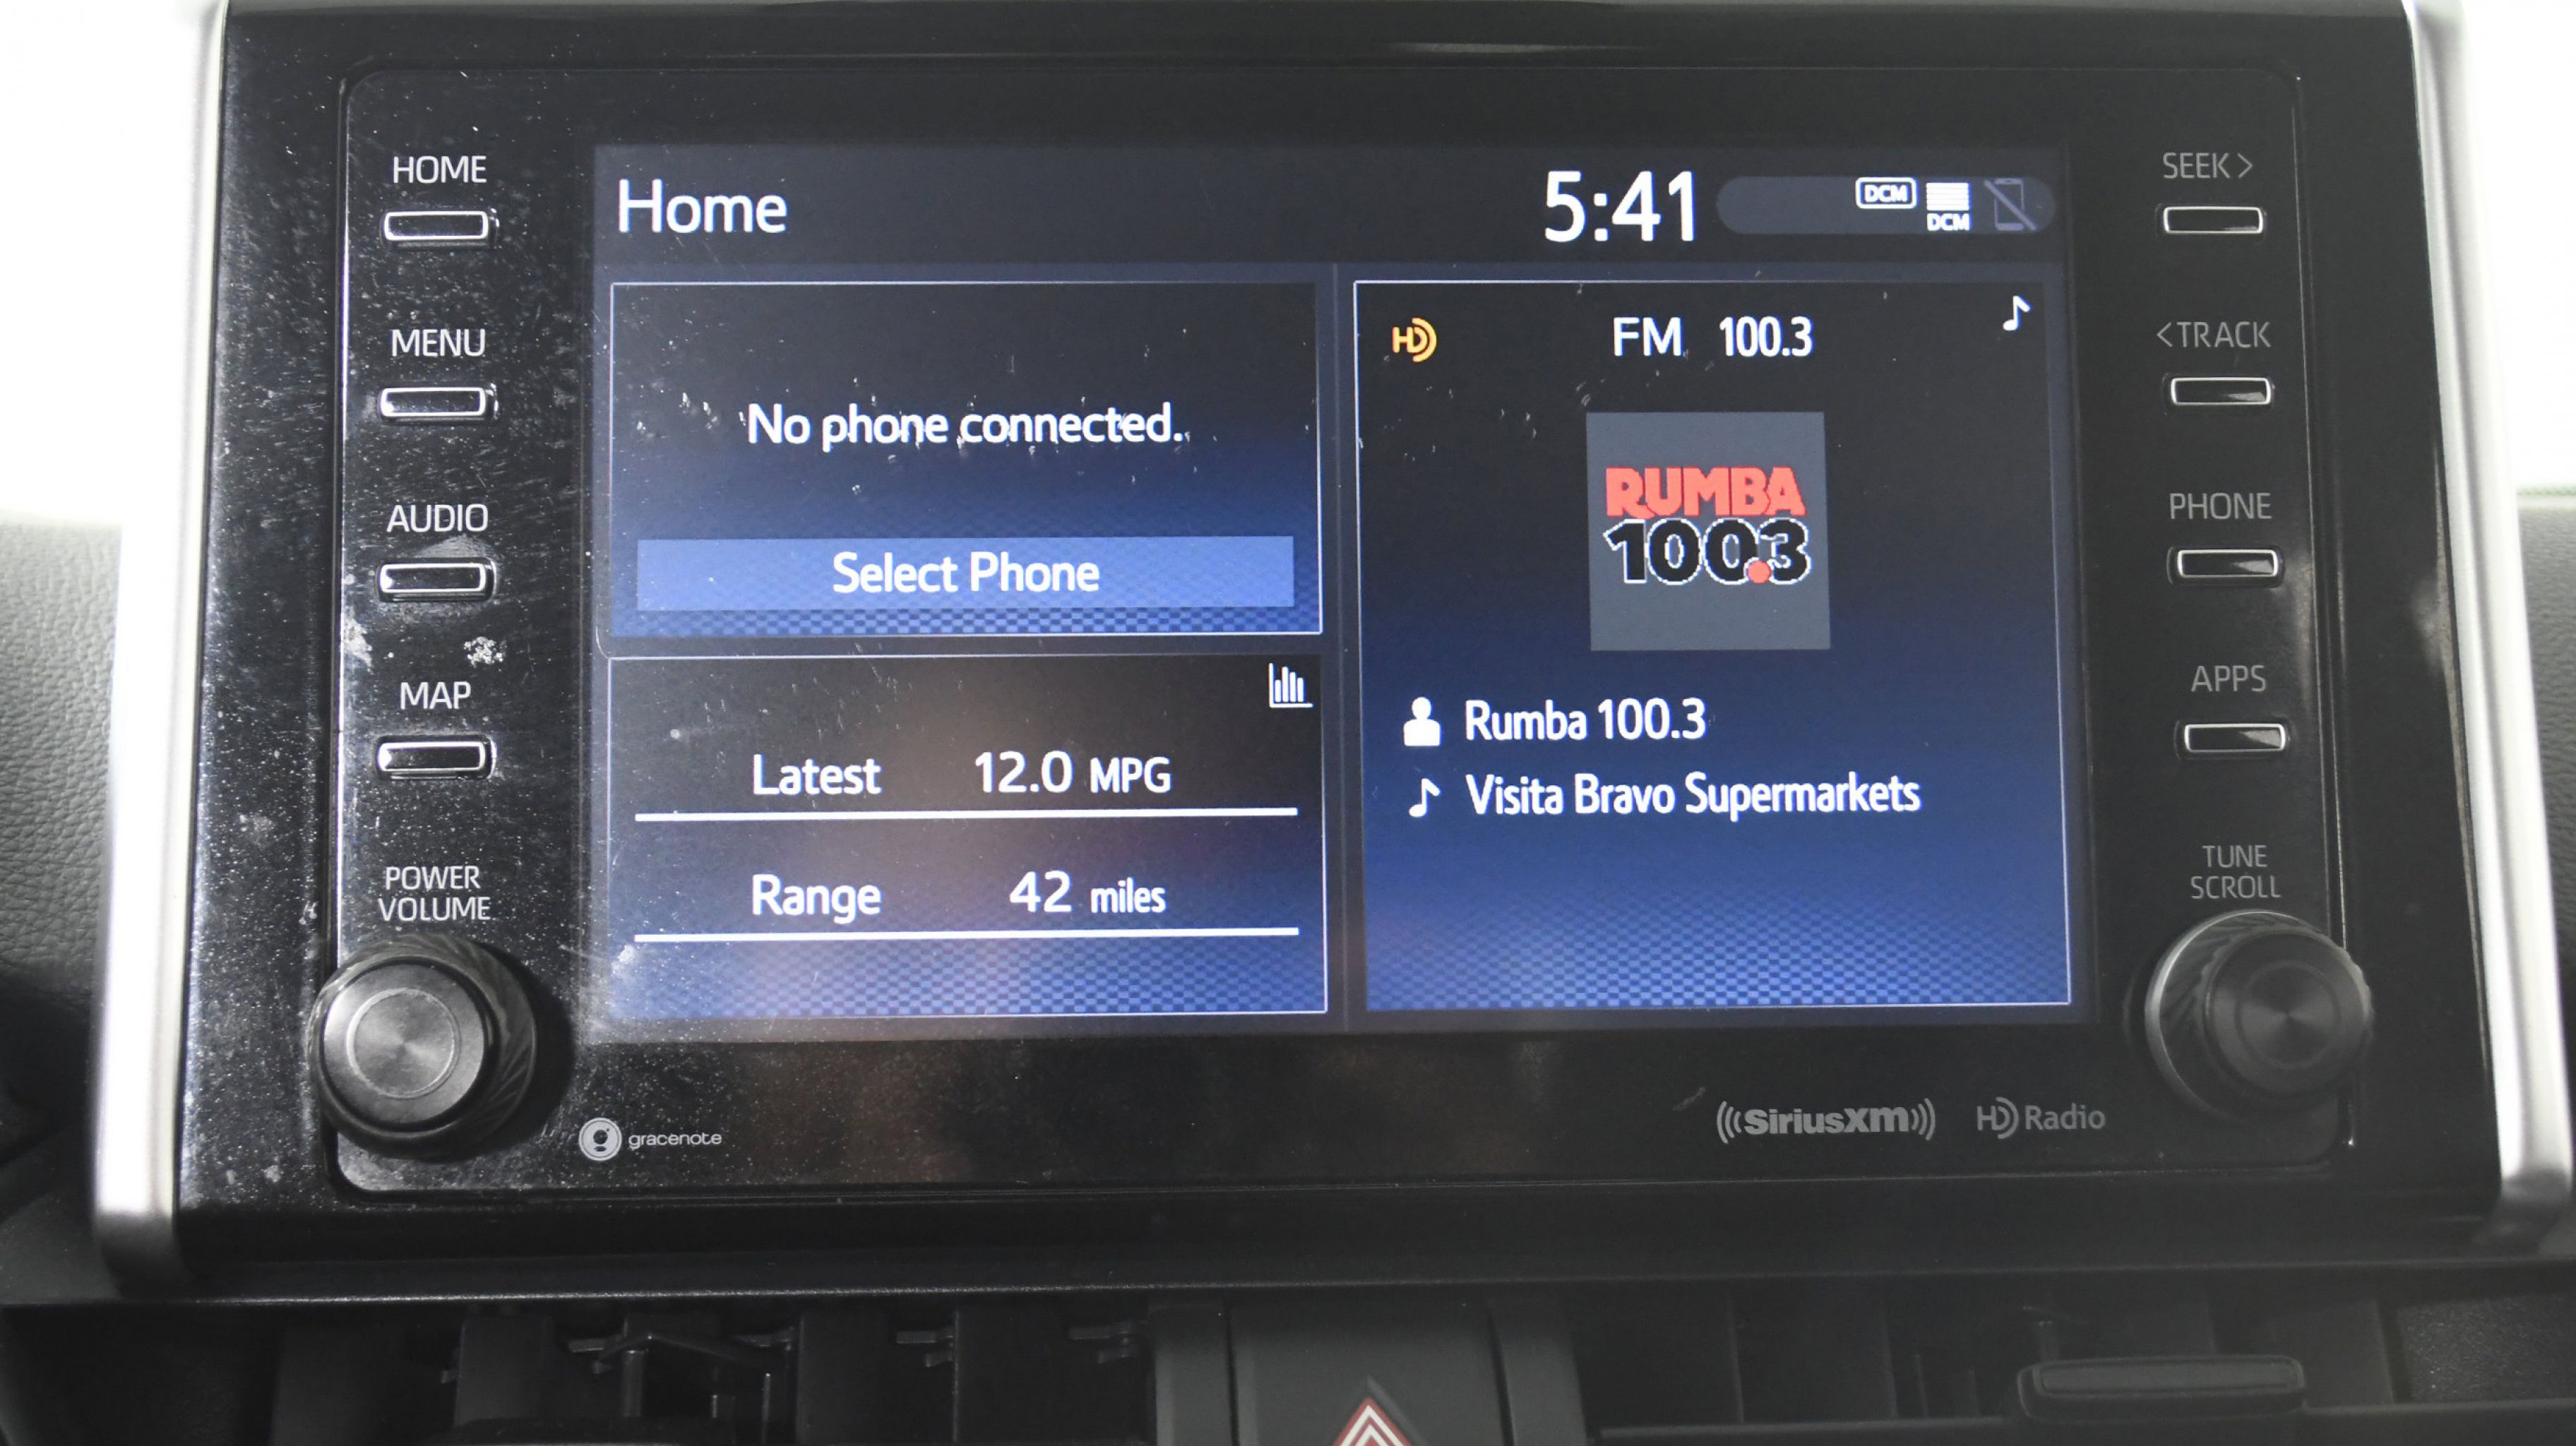 HOME
MENU
AUDIO
MAP
POWER
VOLUME
Home
5:41
DCM
DCM
No phone connected.
Select Phone
Latest 12.0 MPG
Range 42 miles
HD
FM 100.3
RUMBA
100.3
Rumba 100.3
Visita Bravo Supermarkets
SEEK >
< TRACK
PHONE
APPS
TUNE
SCROLL
gracenote
((SiriusXM))
HD Radio